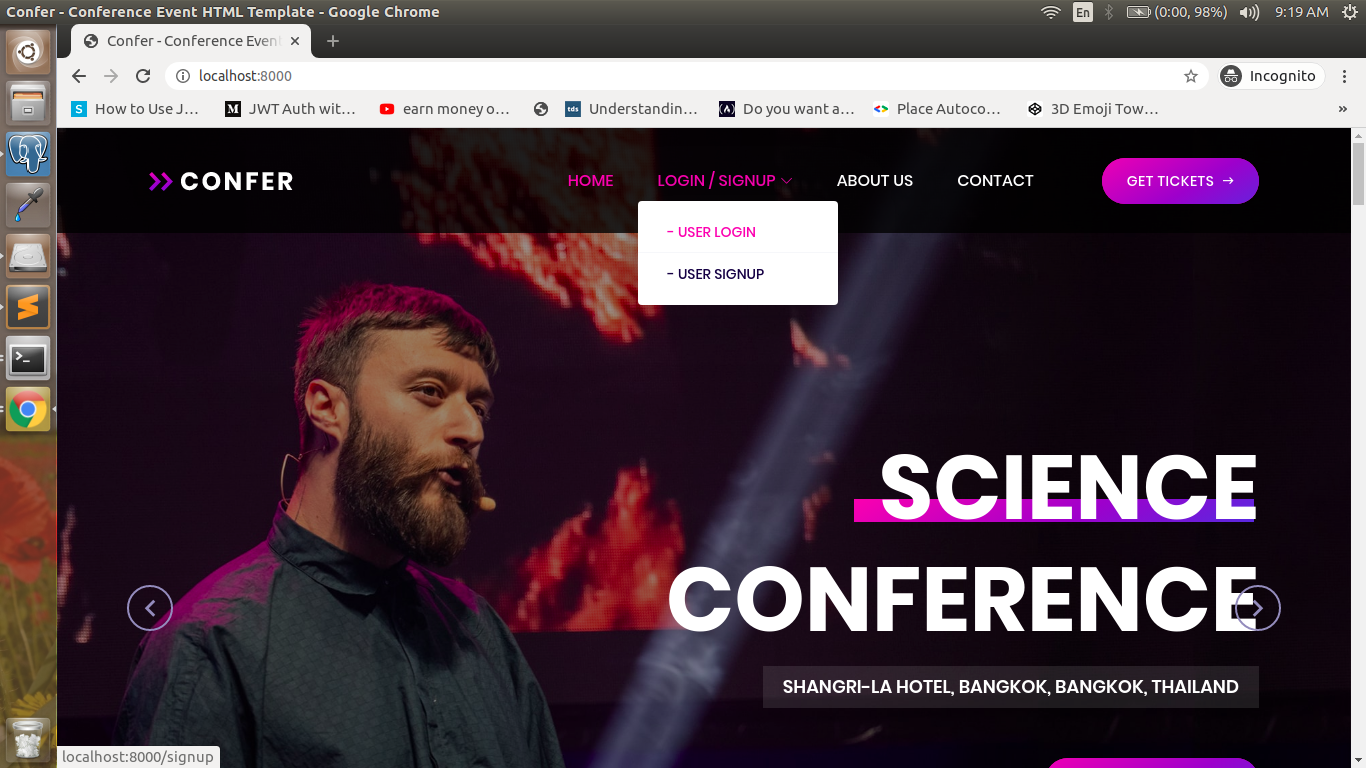 Confer - Conference Event HTML Template - Google Chrome
En
(0:00, 98%)
9:19 AM
Confer - Conference Even
localhost:8000
Incognito
How to Use J…
JWT Auth wit…
earn money o…
Understandin…
Do you want a…
Place Autoco…
3D Emoji Tow…
»
CONFER
HOME
LOGIN / SIGNUP
ABOUT US
CONTACT
GET TICKETS →
- USER LOGIN
- USER SIGNUP
SCIENCE
CONFERENCE
SHANGRI-LA HOTEL, BANGKOK, BANGKOK, THAILAND
localhost:8000/signup